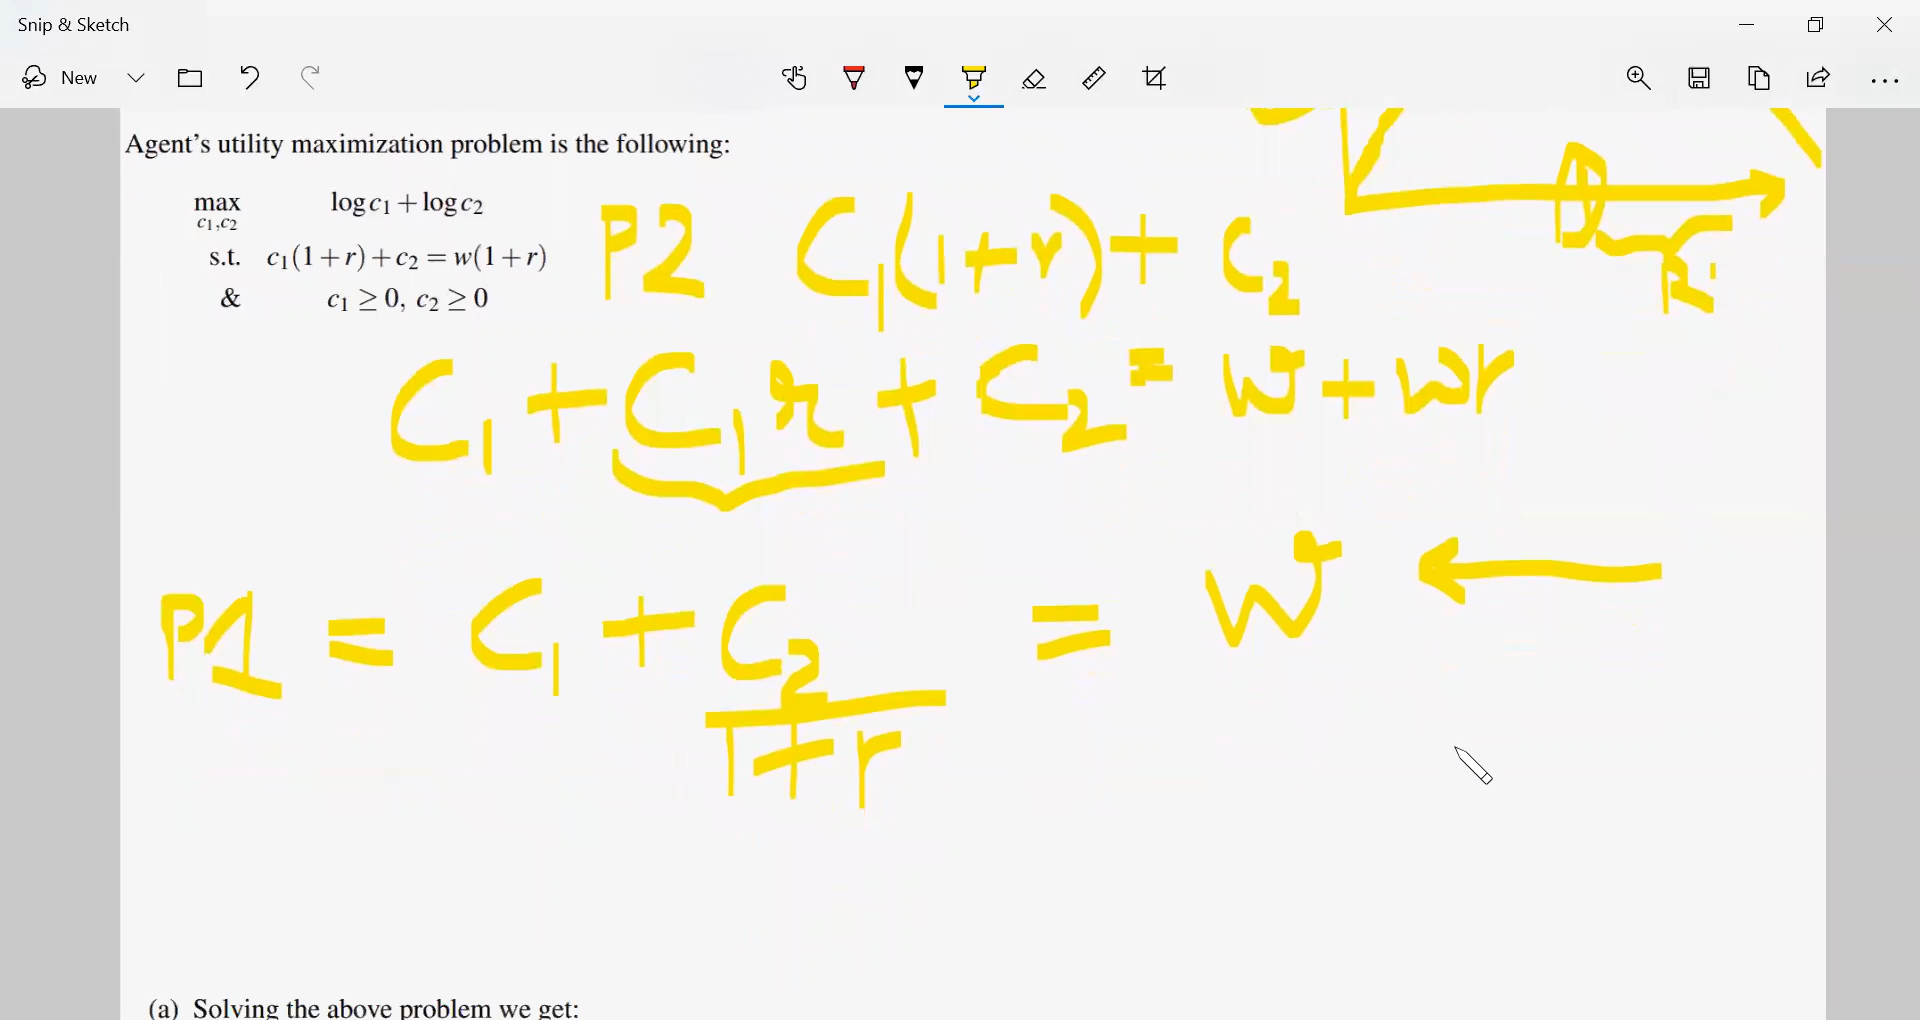 Snip & Sketch
New
Agent's utility maximization problem is the following:
max log c₁ + log c₂
c₁,c₂
s.t. c₁(1+r)+c₂ = w(1+r)
& c₁ ≥ 0, c₂ ≥ 0
P2 C₁(1+r)+ C₂
C₁ + C₁r + C₂ = W + Wr
P1 = C₁ + C₂ = W
1+r
(a) Solving the above problem we get: